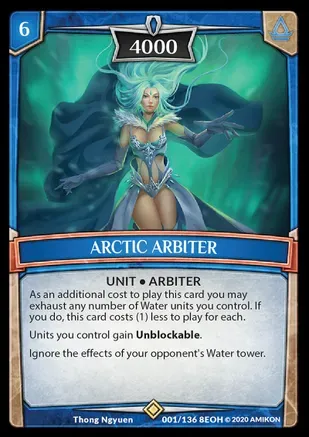 6
4000
ARCTIC ARBITER
UNIT • ARBITER
As an additional cost to play this card you may
exhaust any number of Water units you control. If
you do, this card costs (1) less to play for each.
Units you control gain Unblockable.
Ignore the effects of your opponent's Water tower.
Thong Ngyuen
001/136 8EOH © 2020 AMIKON